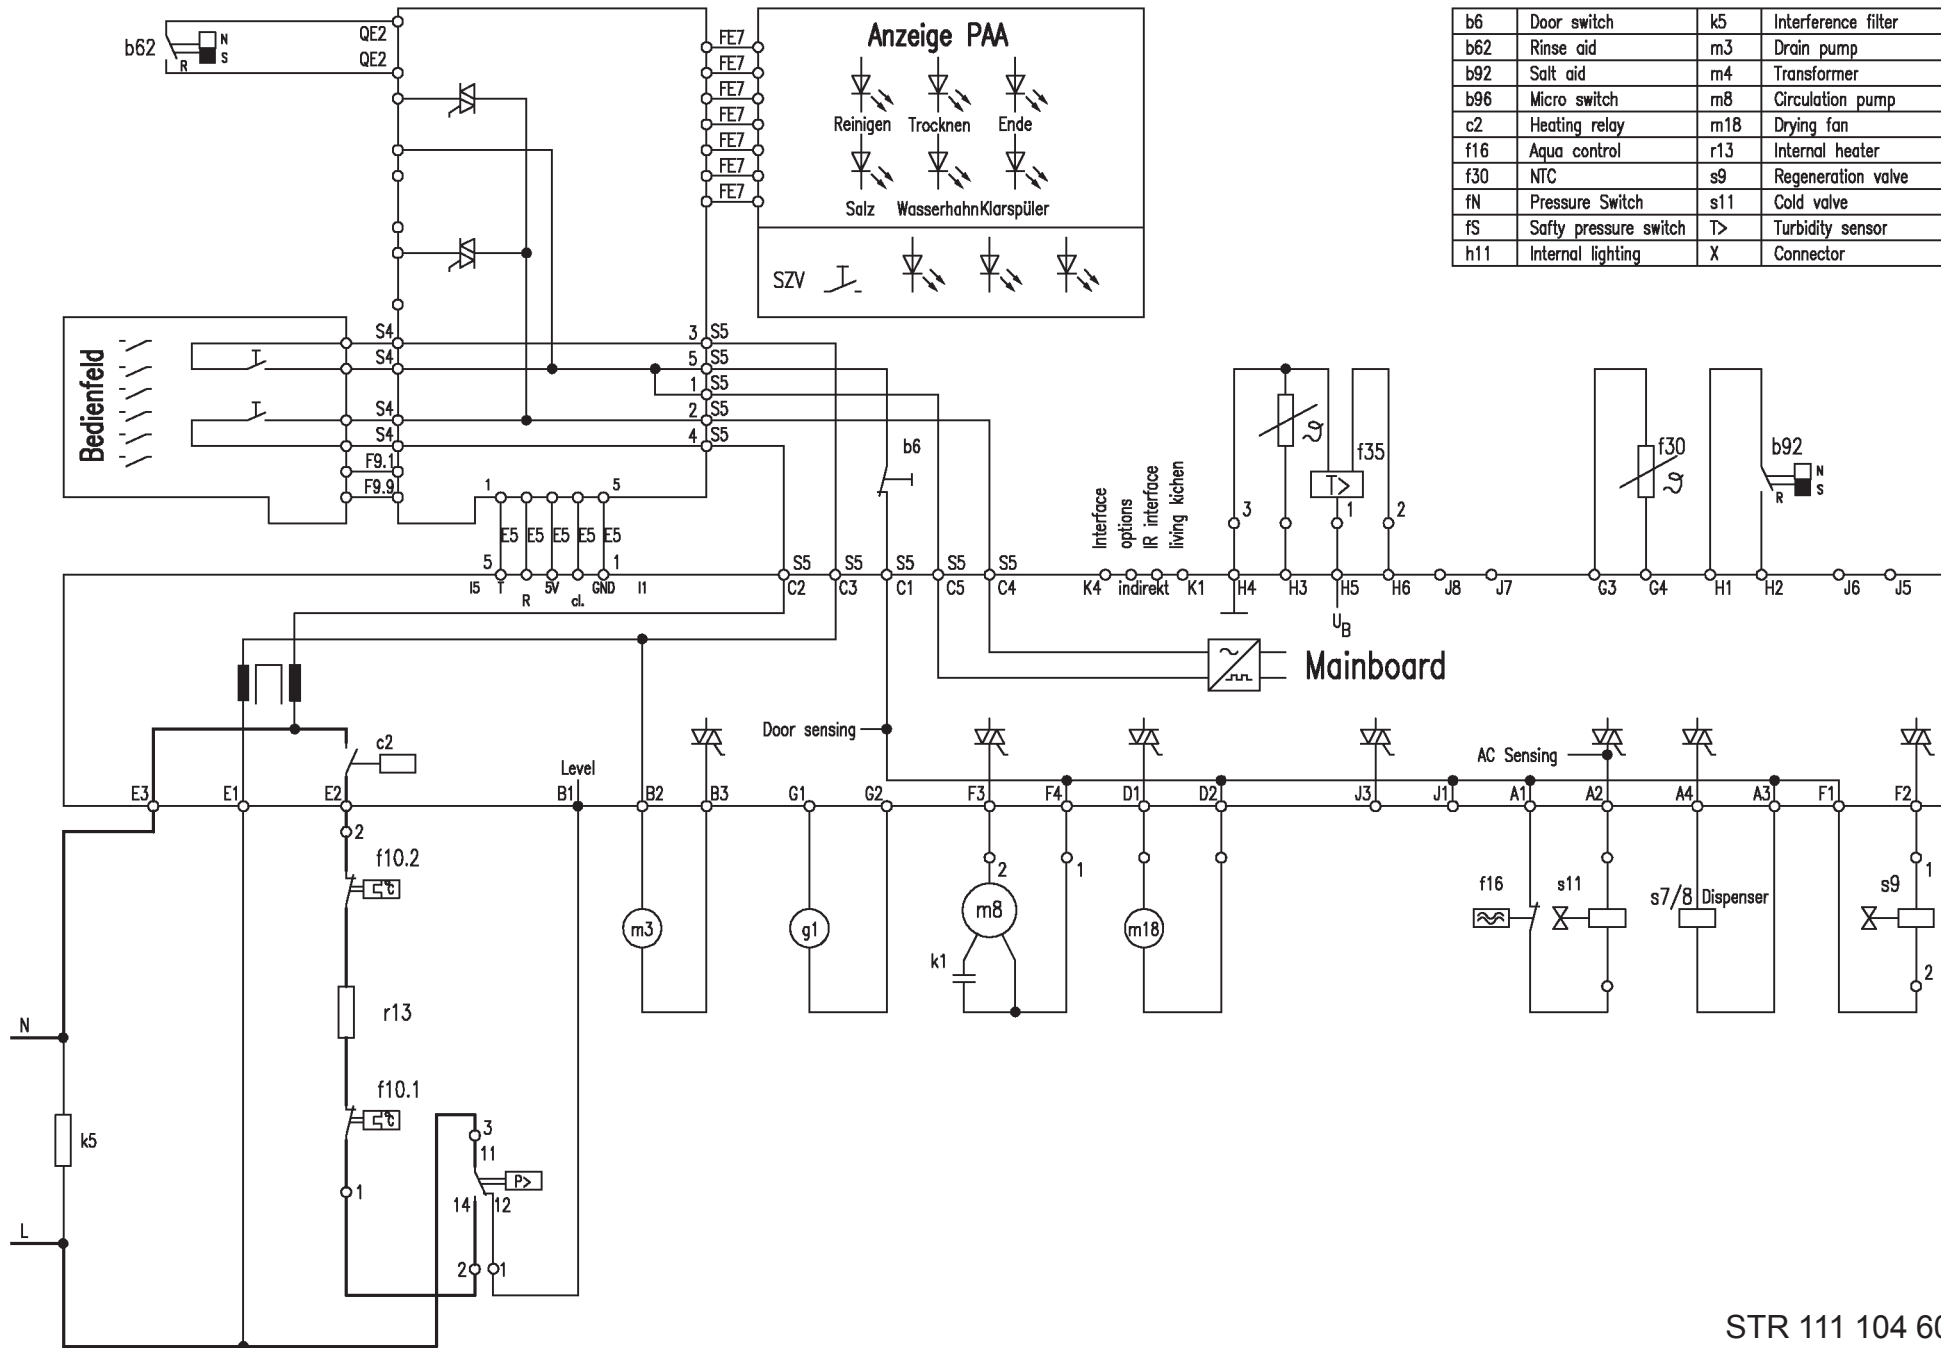 b62
N
S
R
QE2
QE2
FE7
FE7
FE7
FE7
FE7
FE7
FE7
Anzeige PAA
Reinigen Trocknen Ende
Salz Wasserhahn Klarspüler
SZV
b6 Door switch k5 Interference filter
b62 Rinse aid m3 Drain pump
b92 Salt aid m4 Transformer
b96 Micro switch m8 Circulation pump
c2 Heating relay m18 Drying fan
f16 Aqua control r13 Internal heater
f30 NTC s9 Regeneration valve
fN Pressure Switch s11 Cold valve
fS Safty pressure switch T> Turbidity sensor
h11 Internal lighting X Connector
Bedienfeld
S4 3 S5
S4 5 S5
1 S5
S4 2 S5
S4 4 S5
F9.1
F9.9
b6
1 5
E5 E5 E5 E5 E5
5 1
I5 T R 5V cl. GND I1
S5 S5 S5 S5 S5
C2 C3 C1 C5 C4
Interface
options
IR interface
living kichen
K4 indirekt K1
3 1 2
f35
T>
H4 H3 H5 H6 J8 J7
U B
f30
b92
N
S
R
G3 G4 H1 H2 J6 J5
Mainboard
c2
Door sensing
AC Sensing
Level
E3 E1 E2 B1 B2 B3 G1 G2 F3 F4 D1 D2 J3 J1 A1 A2 A4 A3 F1 F2
2
f10.2
°C
m3
g1
2 1
m8
k1
m18
f16
s11
s7/8 Dispenser
s9
1
2
N
r13
f10.1
°C
k5
1
3
11
P>
14 12
2 1
L
STR 111 104 60